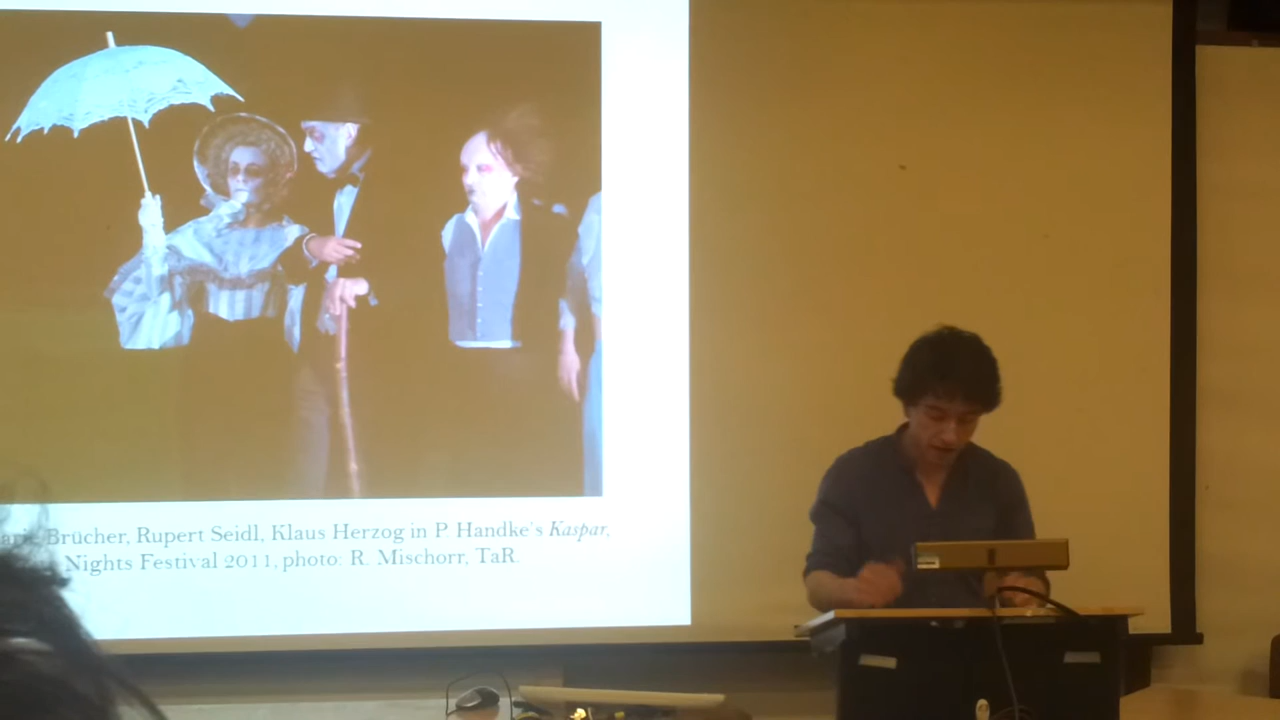 Brücher, Rupert Seidl, Klaus Herzog in P. Handke's Kaspar,
Nights Festival 2011, photo: R. Mischorr, TaR.